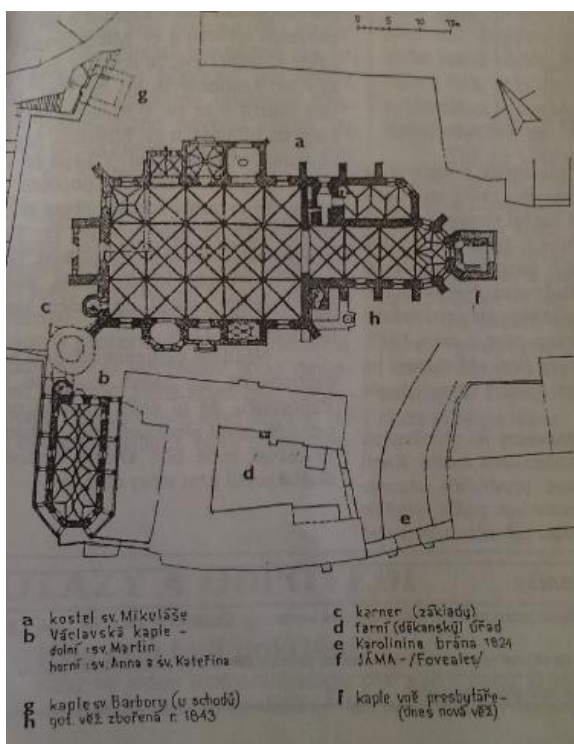 0 5 10 15m
g
a
c
h
f
b
d
e
a kostel sv. Mikuláše
b Václavská kaple -
dolní : sv. Martin
horní : sv. Anna a sv. Kateřina
g kaple sv. Barbory (u schodů)
h got. věž zbořená r. 1843
c karner (základy)
d farní (děkanský) úřad
e Karolinina brána 1824
f JÁMA-/Foveales/
f kaple vně presbytáře-
(dnes nová věž)